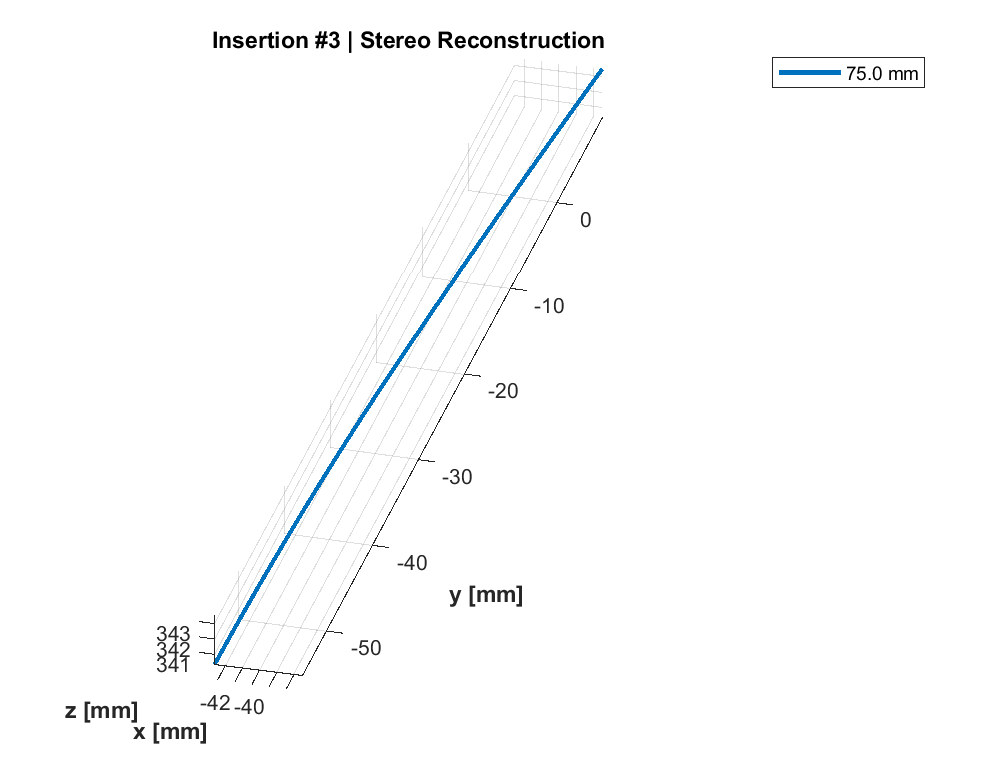 Insertion #3 | Stereo Reconstruction
75.0 mm
0
-10
-20
-30
-40
y [mm]
-50
343
342
341
-42 -40
z [mm]
x [mm]